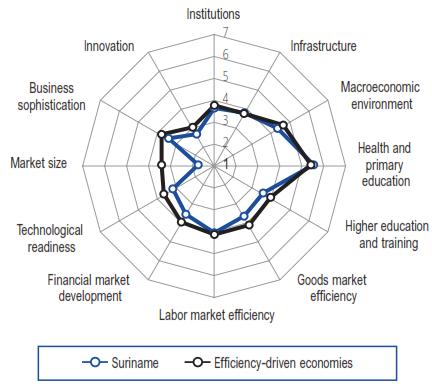 Institutions
Innovation
Infrastructure
7
6
5
4
3
2
1
Business
sophistication
Macroeconomic
environment
Market size
Health and
primary
education
Technological
readiness
Higher education
and training
Financial market
development
Goods market
efficiency
Labor market efficiency
Suriname
Efficiency-driven economies